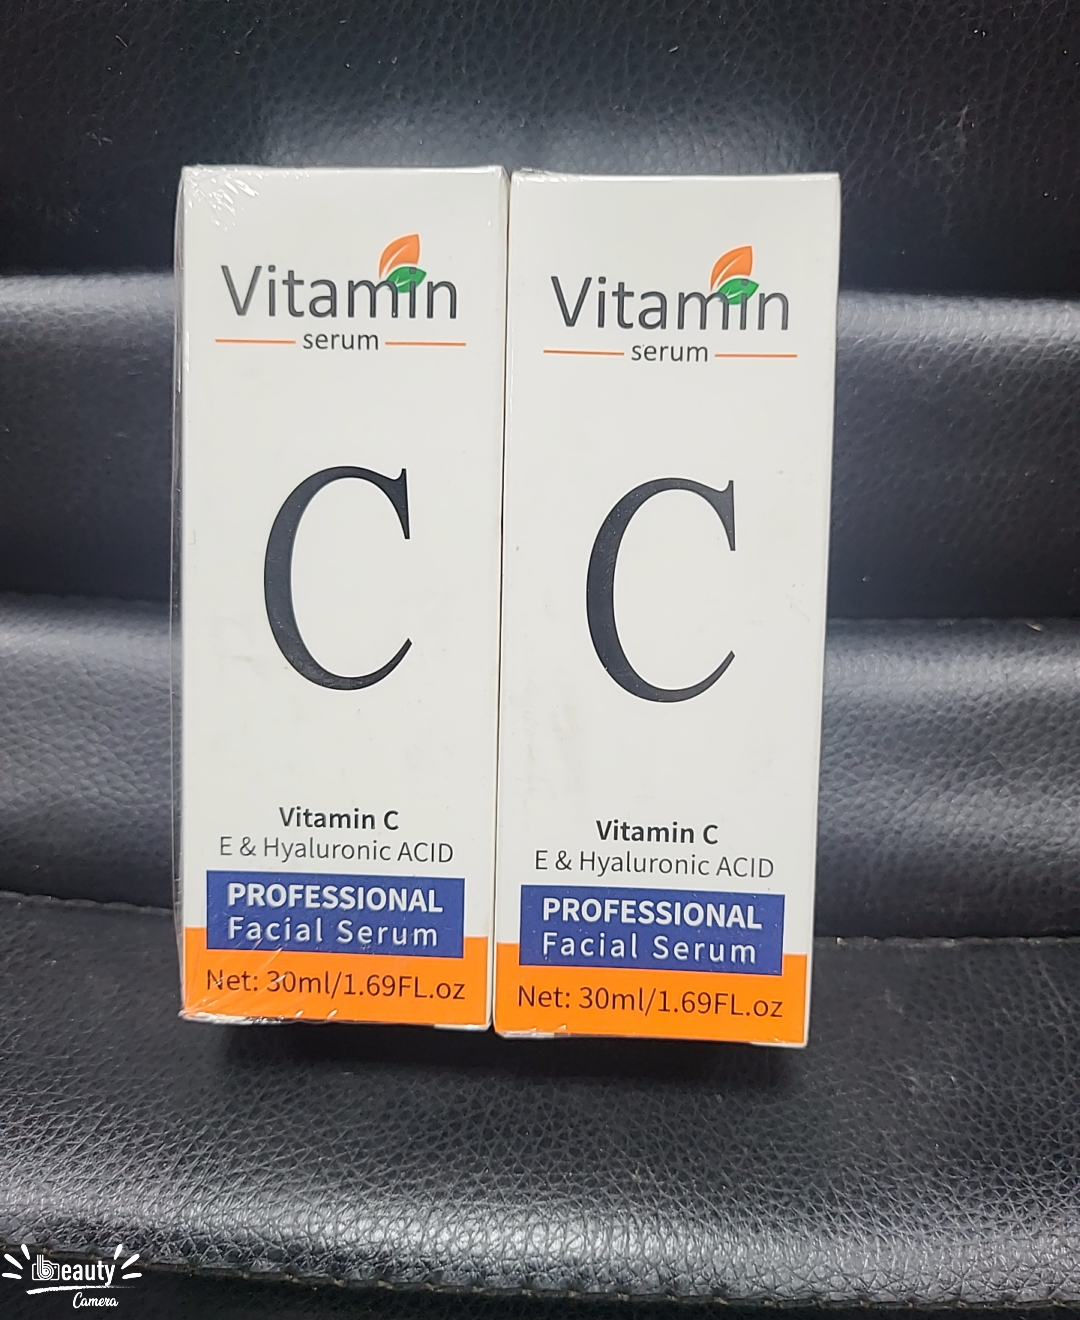 Vitamin
serum
C
Vitamin C
E & Hyaluronic ACID
PROFESSIONAL
Facial Serum
Net: 30ml/1.69FL.oz
Vitamin
serum
C
Vitamin C
E & Hyaluronic ACID
PROFESSIONAL
Facial Serum
Net: 30ml/1.69FL.oz
beauty
Camera